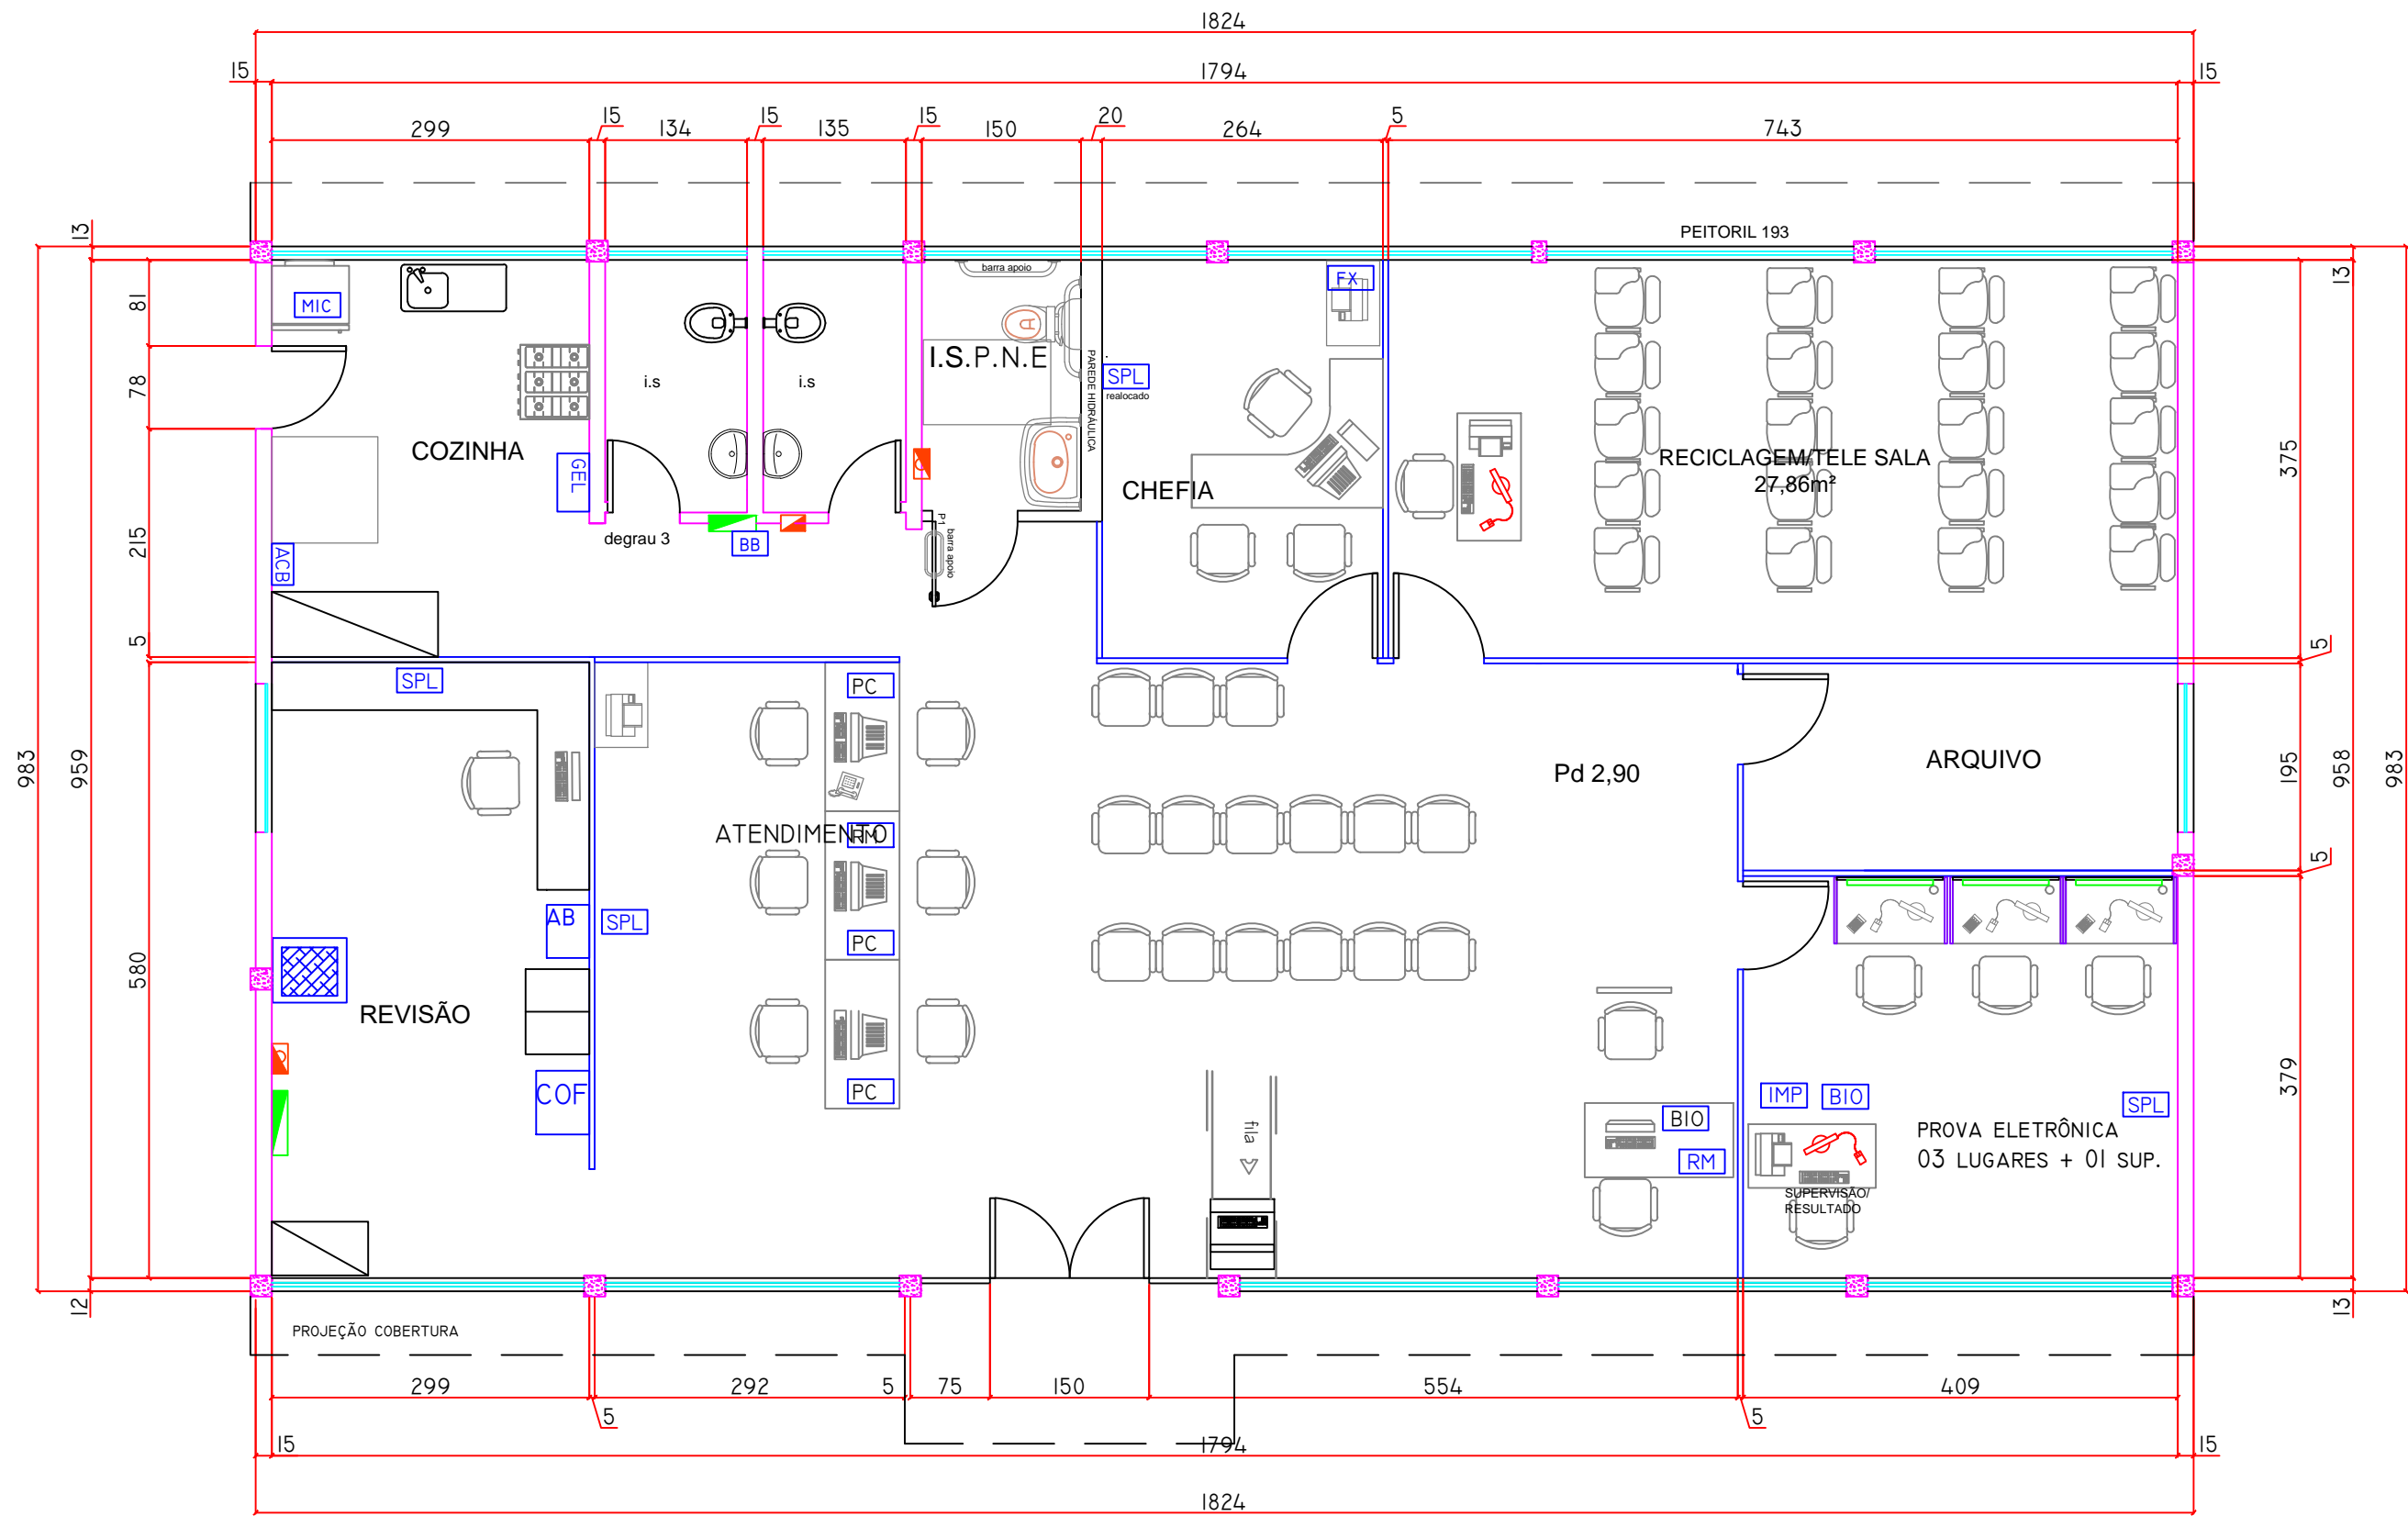 1824
15
1794
15
299
15
134
15
135
15
150
20
264
5
743
PEITORIL 193
13
13
barra apoio
MIC
FX
81
I.S.P.N.E
PAREDE HIDRÁULICA
SPL
realocado
i.s
i.s
78
COZINHA
GEL
CHEFIA
RECICLAGEM/TELE SALA
27,86m²
375
degrau 3
BB
P1
barra apoio
ACB
215
5
5
SPL
PC
983
959
ATENDIMENTO
RM
Pd 2,90
ARQUIVO
195
958
983
5
AB
SPL
PC
580
REVISÃO
COF
PC
fila
BIO
RM
IMP
BIO
SPL
379
PROVA ELETRÔNICA
03 LUGARES + 01 SUP.
SUPERVISÃO/
RESULTADO
12
13
PROJEÇÃO COBERTURA
299
5
292
5
75
150
554
5
409
15
1794
15
1824